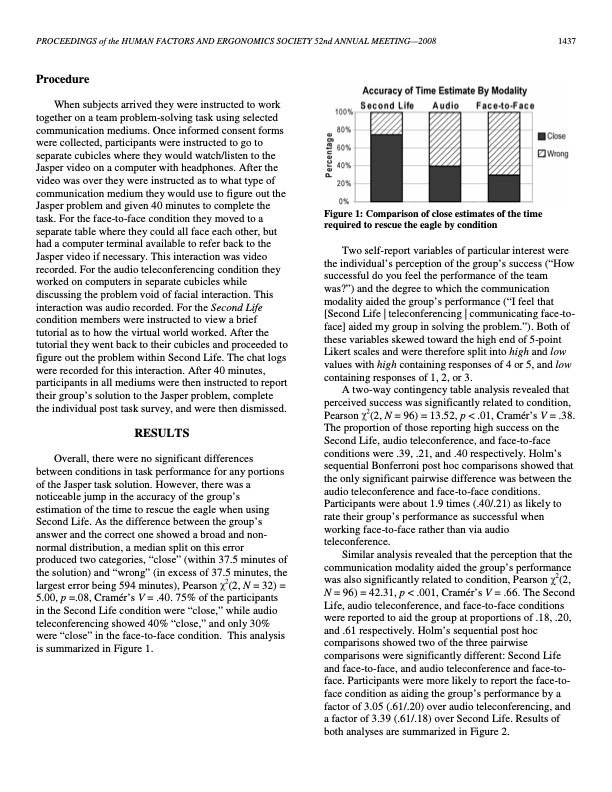 PROCEEDINGS of the HUMAN FACTORS AND ERGONOMICS SOCIETY 52nd ANNUAL MEETING—2008 1437
Procedure
When subjects arrived they were instructed to work
together on a team problem-solving task using selected
communication mediums. Once informed consent forms
were collected, participants were instructed to go to
separate cubicles where they would watch/listen to the
Jasper video on a computer with headphones. After the
video was over they were instructed as to what type of
communication medium they would use to figure out the
Jasper problem and given 40 minutes to complete the
task. For the face-to-face condition they moved to a
separate table where they could all face each other, but
had a computer terminal available to refer back to the
Jasper video if necessary. This interaction was video
recorded. For the audio teleconferencing condition they
worked on computers in separate cubicles while
discussing the problem void of facial interaction. This
interaction was audio recorded. For the Second Life
condition members were instructed to view a brief
tutorial as to how the virtual world worked. After the
tutorial they went back to their cubicles and proceeded to
figure out the problem within Second Life. The chat logs
were recorded for this interaction. After 40 minutes,
participants in all mediums were then instructed to report
their group's solution to the Jasper problem, complete
the individual post task survey, and were then dismissed.
RESULTS
Overall, there were no significant differences
between conditions in task performance for any portions
of the Jasper task solution. However, there was a
noticeable jump in the accuracy of the group's
estimation of the time to rescue the eagle when using
Second Life. As the difference between the group's
answer and the correct one showed a broad and non-
normal distribution, a median split on this error
produced two categories, "close" (within 37.5 minutes of
the solution) and "wrong" (in excess of 37.5 minutes, the
largest error being 594 minutes), Pearson χ²(2, N = 32) =
5.00, p =.08, Cramér's V = .40. 75% of the participants
in the Second Life condition were "close," while audio
teleconferencing showed 40% "close," and only 30%
were "close" in the face-to-face condition. This analysis
is summarized in Figure 1.
Accuracy of Time Estimate By Modality
Second Life Audio Face-to-Face
100%
80%
60%
40%
20%
0%
Percentage
Close
Wrong
Figure 1: Comparison of close estimates of the time
required to rescue the eagle by condition
Two self-report variables of particular interest were
the individual's perception of the group's success ("How
successful do you feel the performance of the team
was?") and the degree to which the communication
modality aided the group's performance ("I feel that
[Second Life | teleconferencing | communicating face-to-
face] aided my group in solving the problem."). Both of
these variables skewed toward the high end of 5-point
Likert scales and were therefore split into high and low
values with high containing responses of 4 or 5, and low
containing responses of 1, 2, or 3.
A two-way contingency table analysis revealed that
perceived success was significantly related to condition,
Pearson χ²(2, N = 96) = 13.52, p < .01, Cramér's V = .38.
The proportion of those reporting high success on the
Second Life, audio teleconference, and face-to-face
conditions were .39, .21, and .40 respectively. Holm's
sequential Bonferroni post hoc comparisons showed that
the only significant pairwise difference was between the
audio teleconference and face-to-face conditions.
Participants were about 1.9 times (.40/.21) as likely to
rate their group's performance as successful when
working face-to-face rather than via audio
teleconference.
Similar analysis revealed that the perception that the
communication modality aided the group's performance
was also significantly related to condition, Pearson χ²(2,
N = 96) = 42.31, p < .001, Cramér's V = .66. The Second
Life, audio teleconference, and face-to-face conditions
were reported to aid the group at proportions of .18, .20,
and .61 respectively. Holm's sequential post hoc
comparisons showed two of the three pairwise
comparisons were significantly different: Second Life
and face-to-face, and audio teleconference and face-to-
face. Participants were more likely to report the face-to-
face condition as aiding the group's performance by a
factor of 3.05 (.61/.20) over audio teleconferencing, and
a factor of 3.39 (.61/.18) over Second Life. Results of
both analyses are summarized in Figure 2.